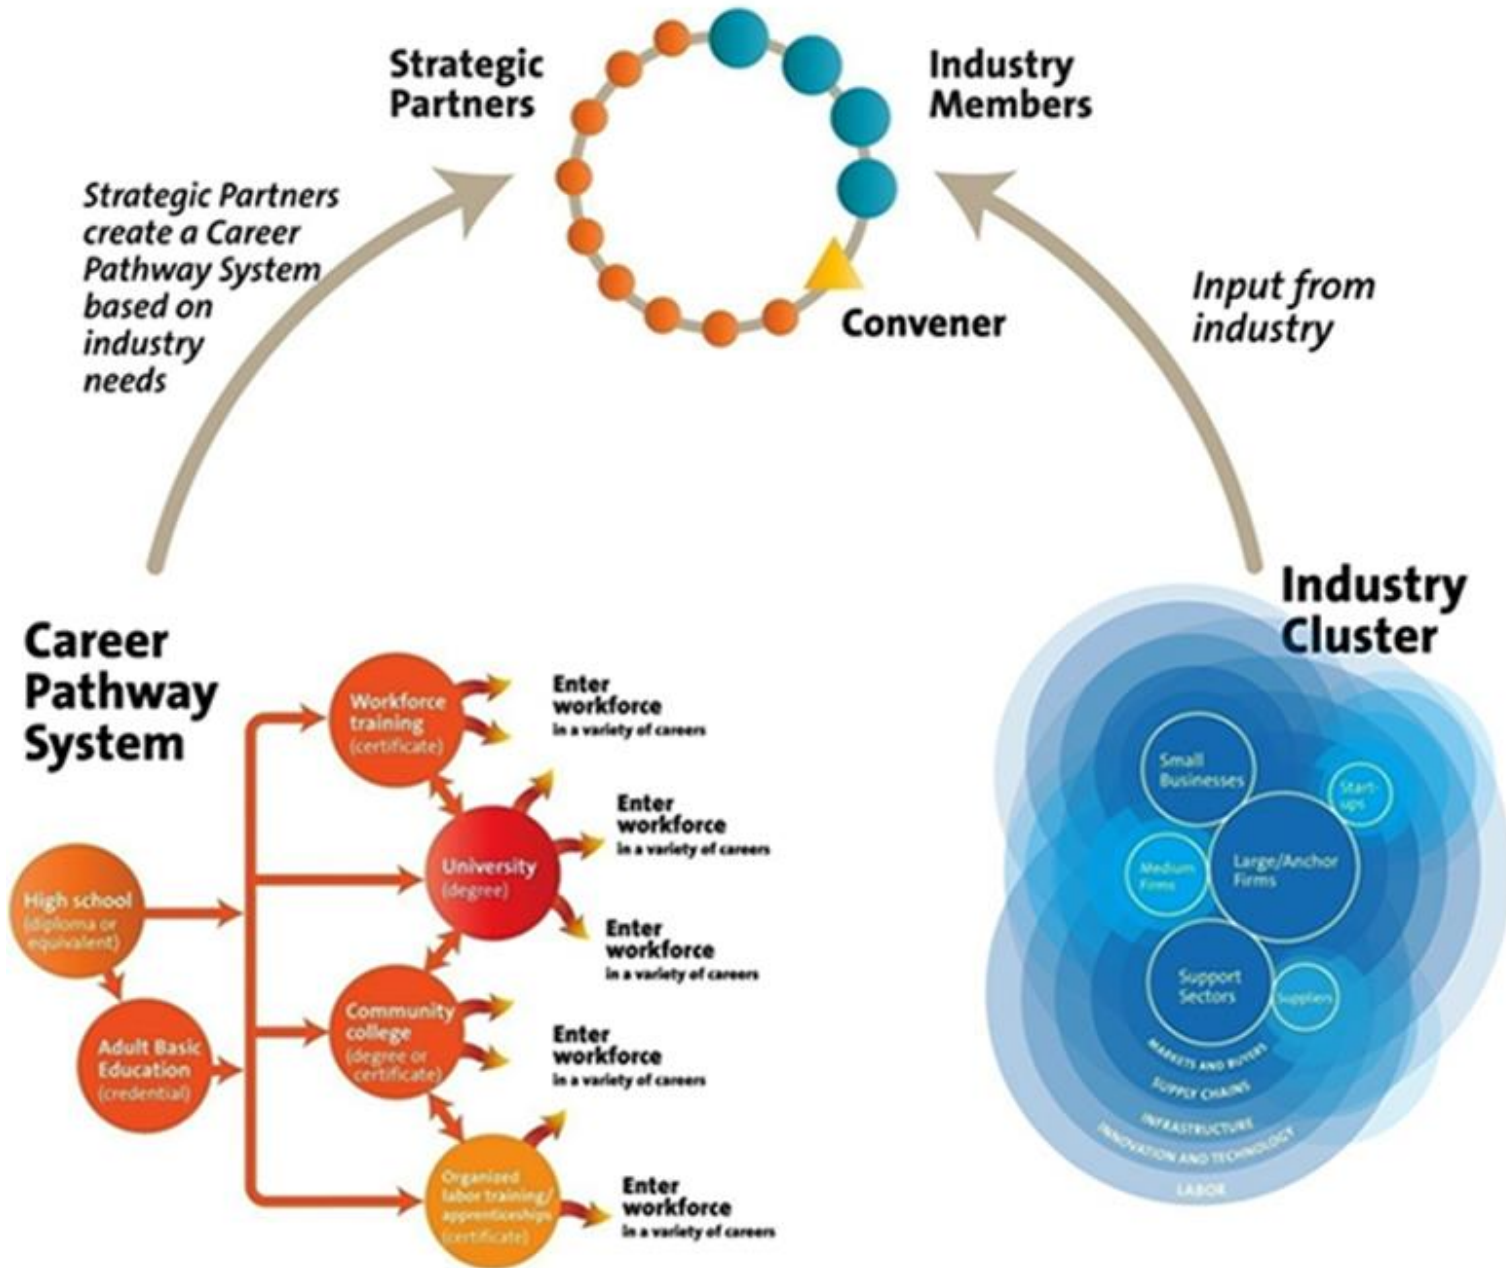 Strategic
Partners
Industry
Members
Convener
Strategic Partners
create a Career
Pathway System
based on
industry
needs
Input from
industry
Career
Pathway
System
High school
(diploma or
equivalent)
Adult Basic
Education
(credential)
Workforce
training
(certificate)
Enter
workforce
in a variety of careers
University
(degree)
Enter
workforce
in a variety of careers
Enter
workforce
in a variety of careers
Community
college
(degree or
certificate)
Enter
workforce
in a variety of careers
Organized
labor training/
apprenticeships
(certificate)
Enter
workforce
in a variety of careers
Industry
Cluster
Small
Businesses
Start-
ups
Medium
Firms
Large/Anchor
Firms
Support
Sectors
Suppliers
MARKETS AND BUYERS
SUPPLY CHAINS
INFRASTRUCTURE
INNOVATION AND TECHNOLOGY
LABOR